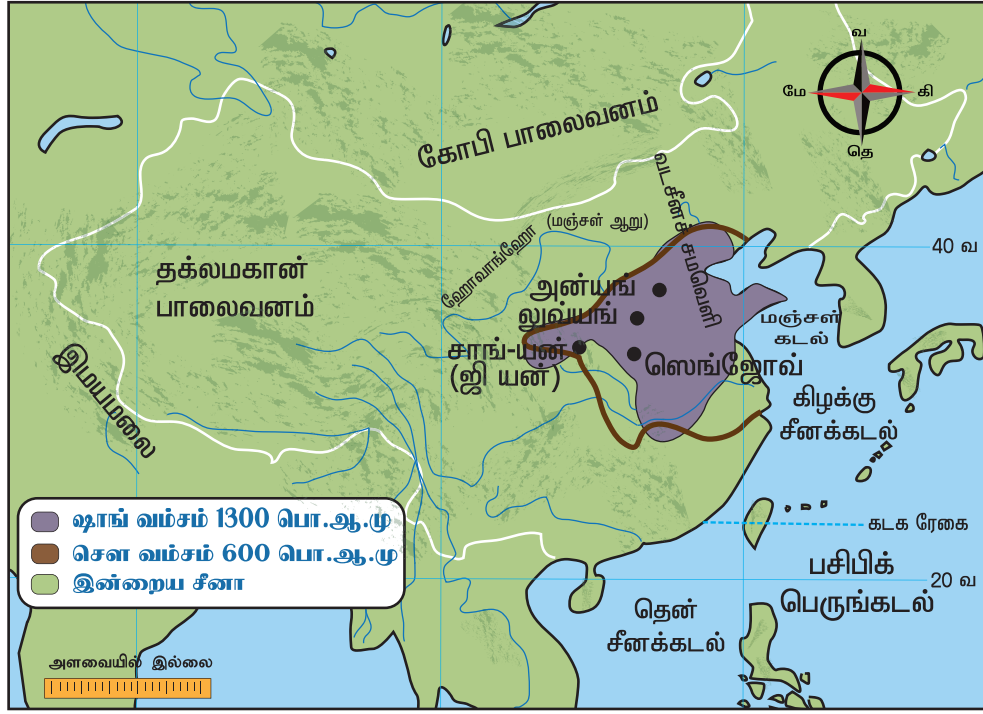 வ
மே
கி
தெ
கோபி பாலைவனம்
வட சீனச் சமவெளி
(மஞ்சள் ஆறு)
ஹோவாங்ஹோ
40 வ
தக்லமகான்
பாலைவனம்
அன்யங்
லுவ்யங்
மஞ்சள்
கடல்
சாங்-யன்
(ஜி யன்)
ஸெங்ஜோவ்
இமயமலை
கிழக்கு
சீனக்கடல்
ஷாங் வம்சம் 1300 பொ.ஆ.மு
சௌ வம்சம் 600 பொ.ஆ.மு
இன்றைய சீனா
கடக ரேகை
பசிபிக்
பெருங்கடல்
20 வ
தென்
சீனக்கடல்
அளவையில் இல்லை